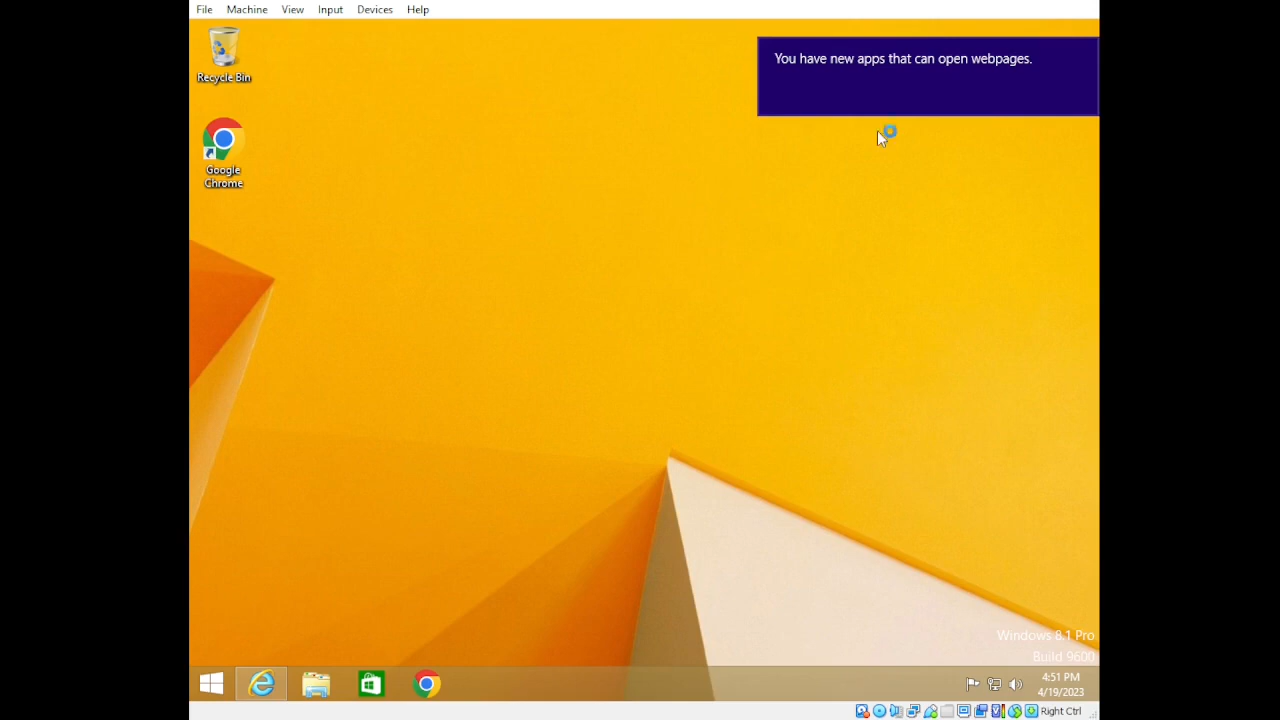 File Machine View Input Devices Help
Recycle Bin
You have new apps that can open webpages.
Google
Chrome
Windows 8.1 Pro
Build 9600
4:51 PM
4/19/2023
Right Ctrl